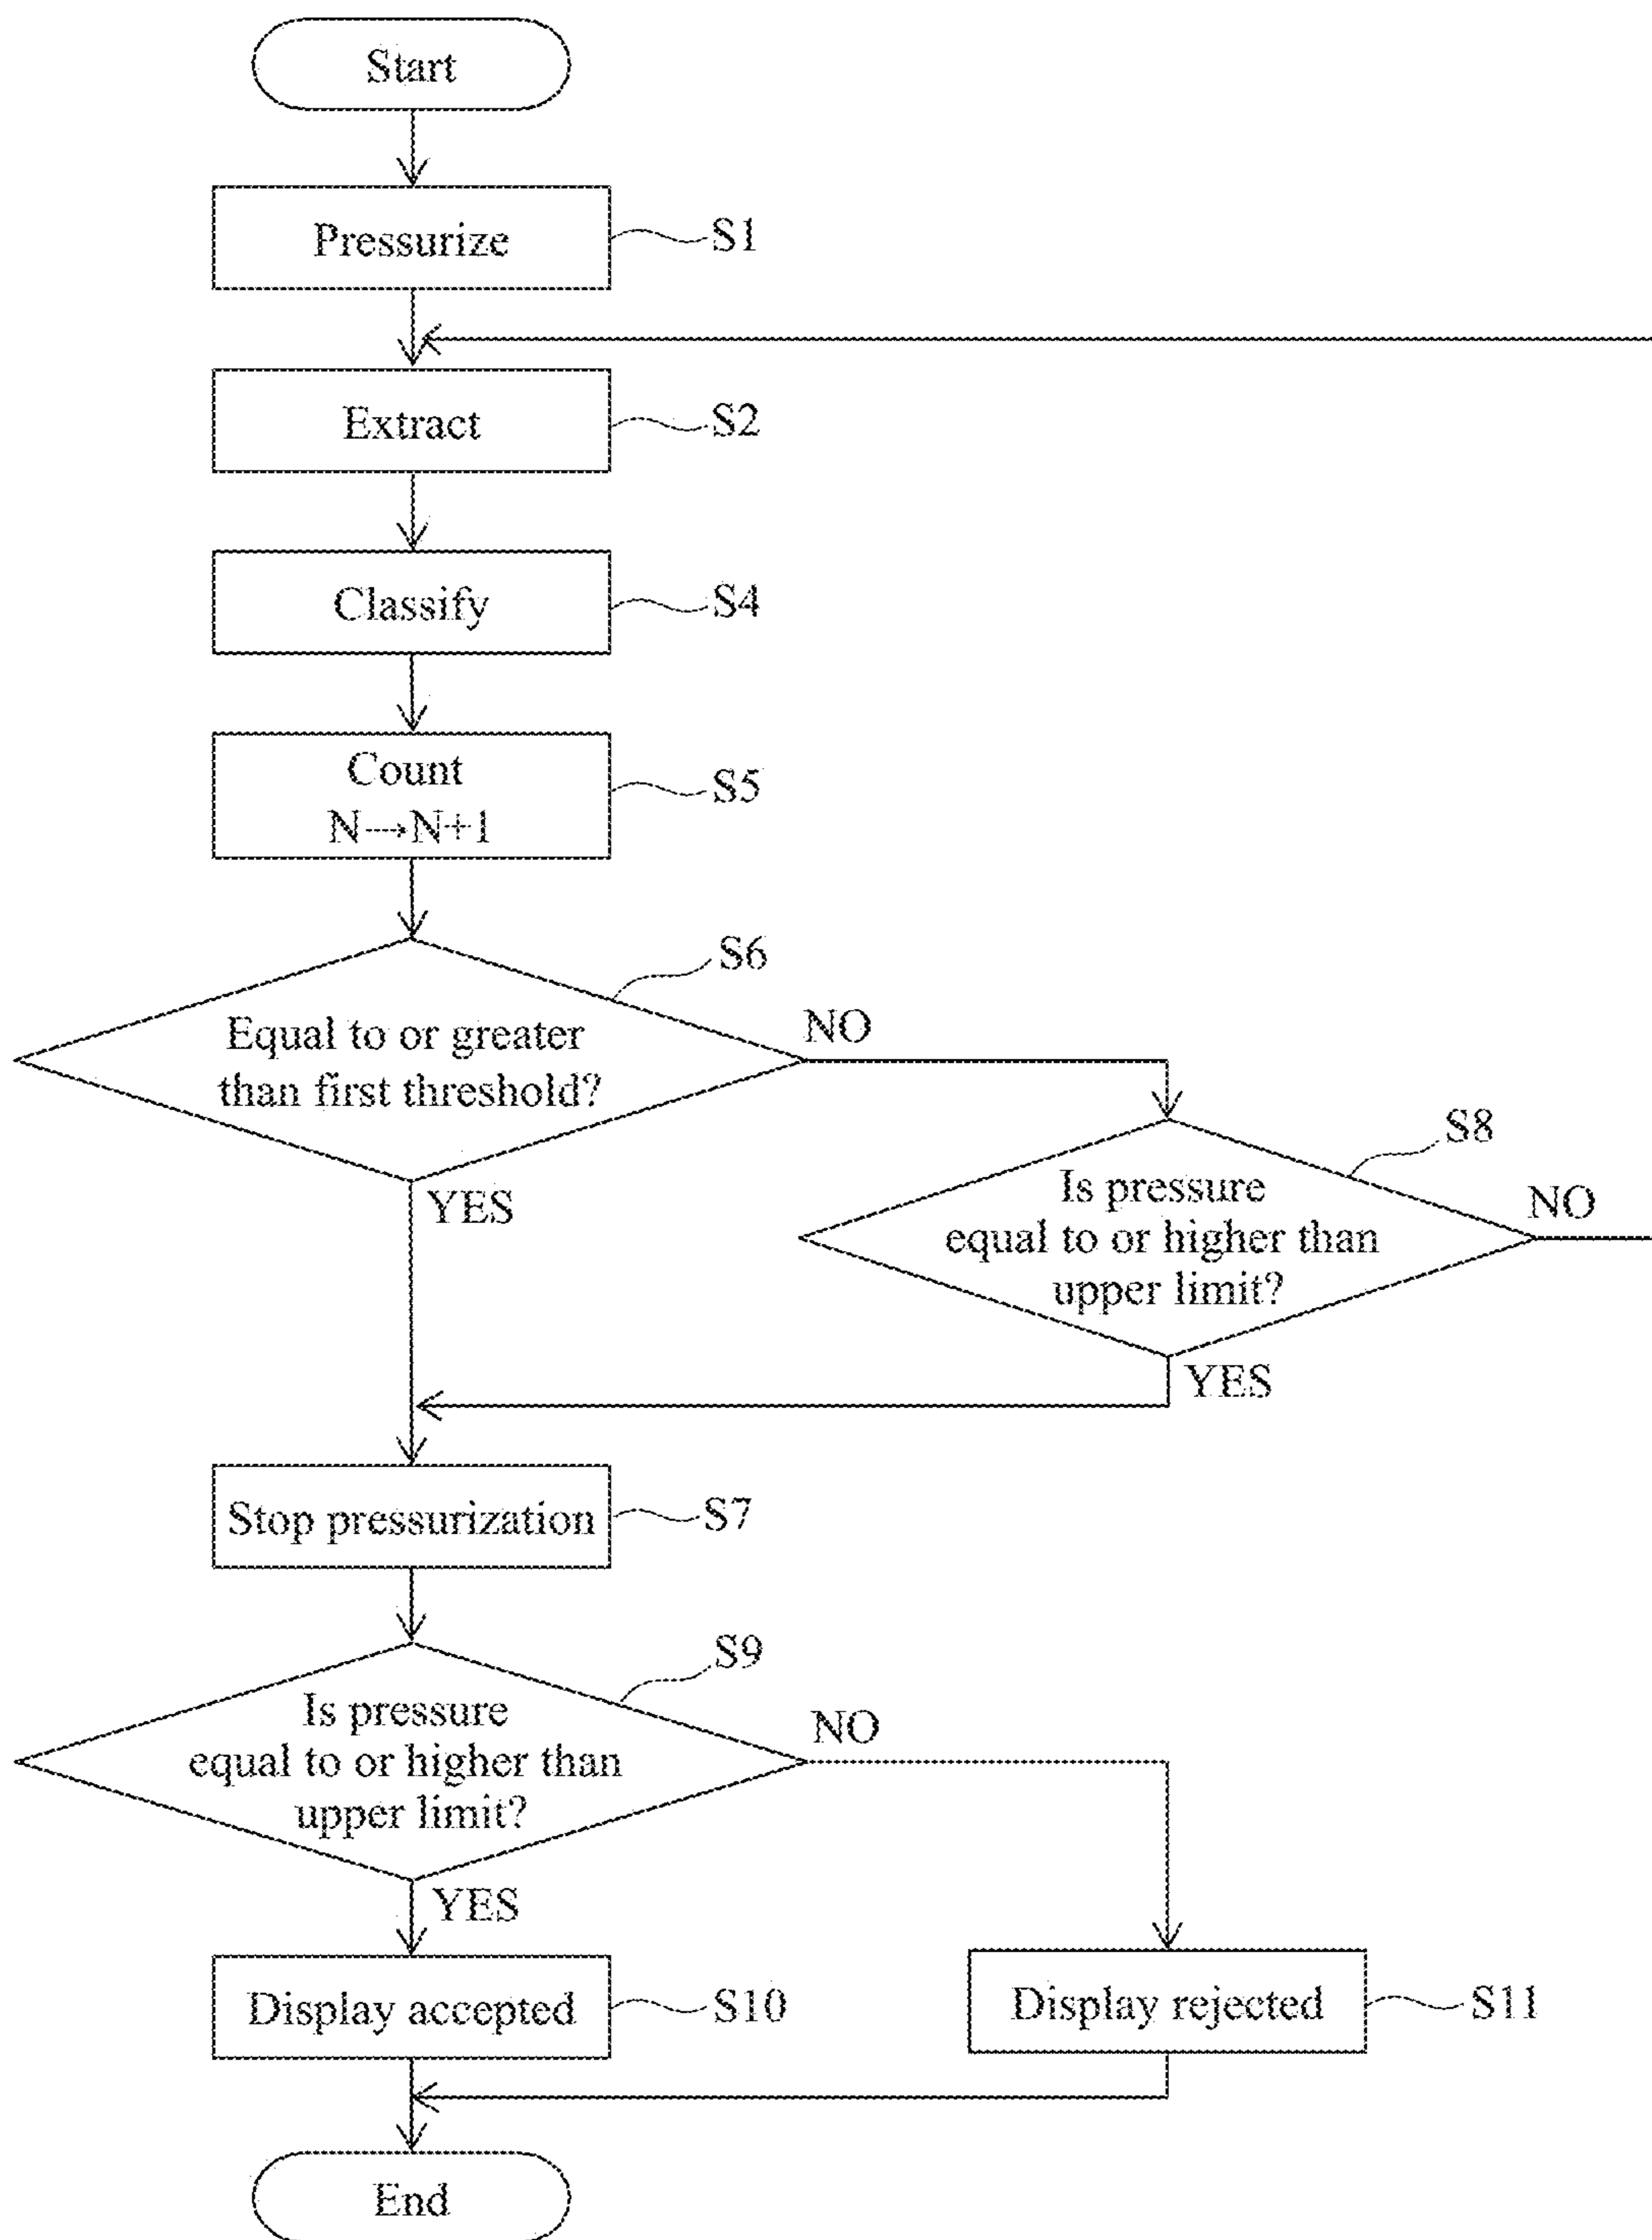 Start
Pressurize
S1
Extract
S2
Classify
S4
Count
N→N+1
S5
S6
Equal to or greater
than first threshold?
NO
YES
S8
Is pressure
equal to or higher than
upper limit?
NO
YES
Stop pressurization
S7
S9
Is pressure
equal to or higher than
upper limit?
NO
YES
Display accepted
S10
Display rejected
S11
End